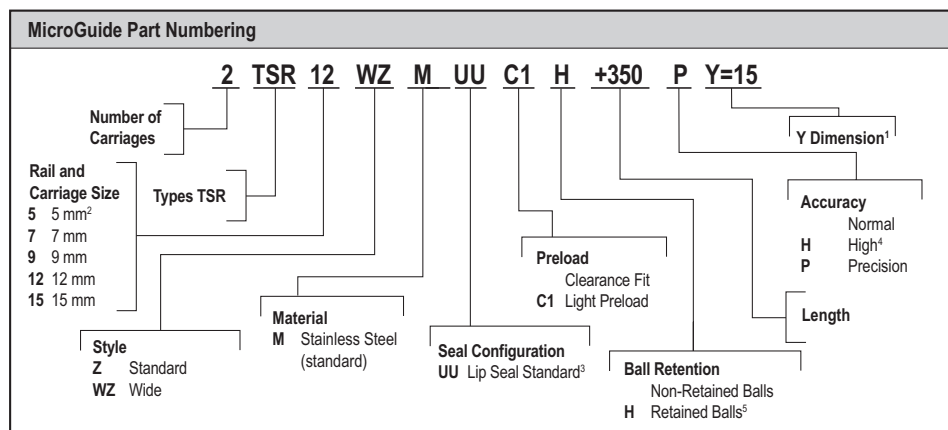 MicroGuide Part Numbering
2 TSR 12 WZ M UU C1 H +350 P Y=15
Number of
Carriages
Rail and
Carriage Size
5 5 mm²
7 7 mm
9 9 mm
12 12 mm
15 15 mm
Types TSR
Style
Z Standard
WZ Wide
Material
M Stainless Steel
(standard)
Seal Configuration
UU Lip Seal Standard³
Preload
Clearance Fit
C1 Light Preload
Ball Retention
Non-Retained Balls
H Retained Balls⁵
Length
Accuracy
Normal
H High⁴
P Precision
Y Dimension¹